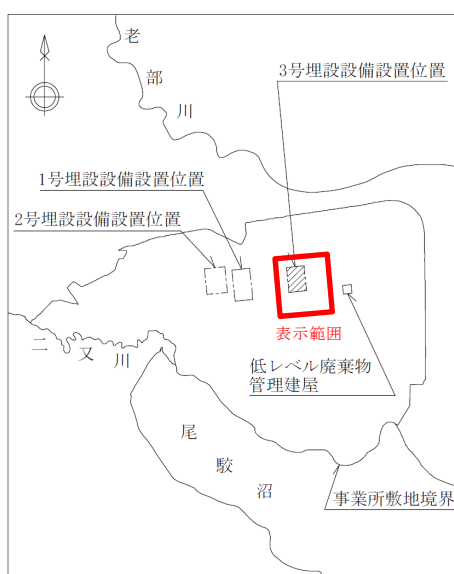 老部川
3号埋設設備設置位置
1号埋設設備設置位置
2号埋設設備設置位置
表示範囲
二又川
低レベル廃棄物
管理建屋
尾駮沼
事業所敷地境界